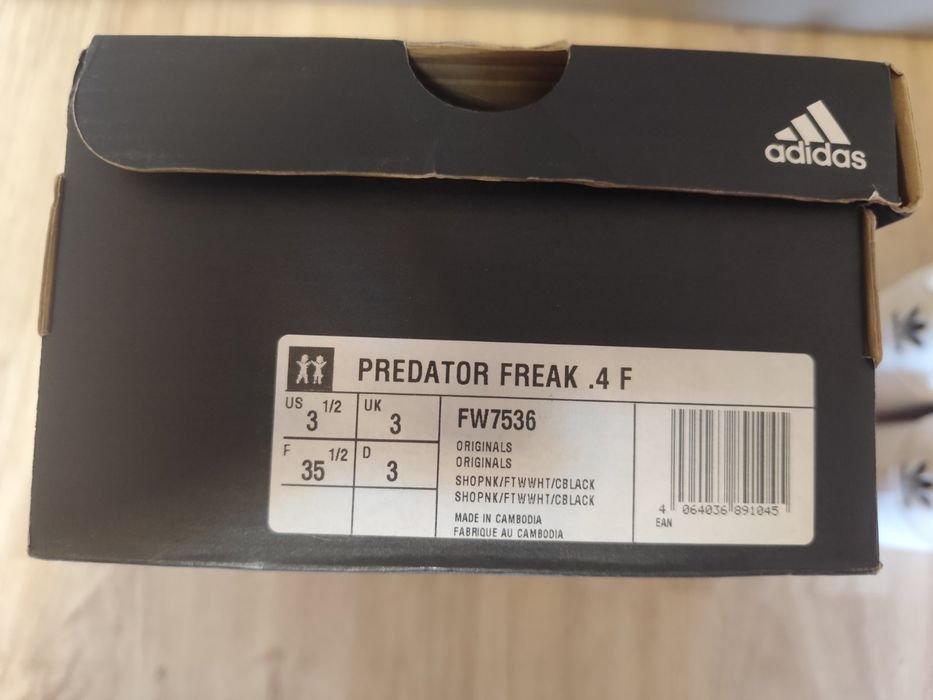 adidas
PREDATOR FREAK .4 F
US 3 1/2 UK 3
F 35 1/2 D 3
FW7536
ORIGINALS
ORIGINALS
SHOPNK/FTWWHT/CBLACK
SHOPNK/FTWWHT/CBLACK
MADE IN CAMBODIA
FABRIQUE AU CAMBODIA
4 064036 891045
EAN